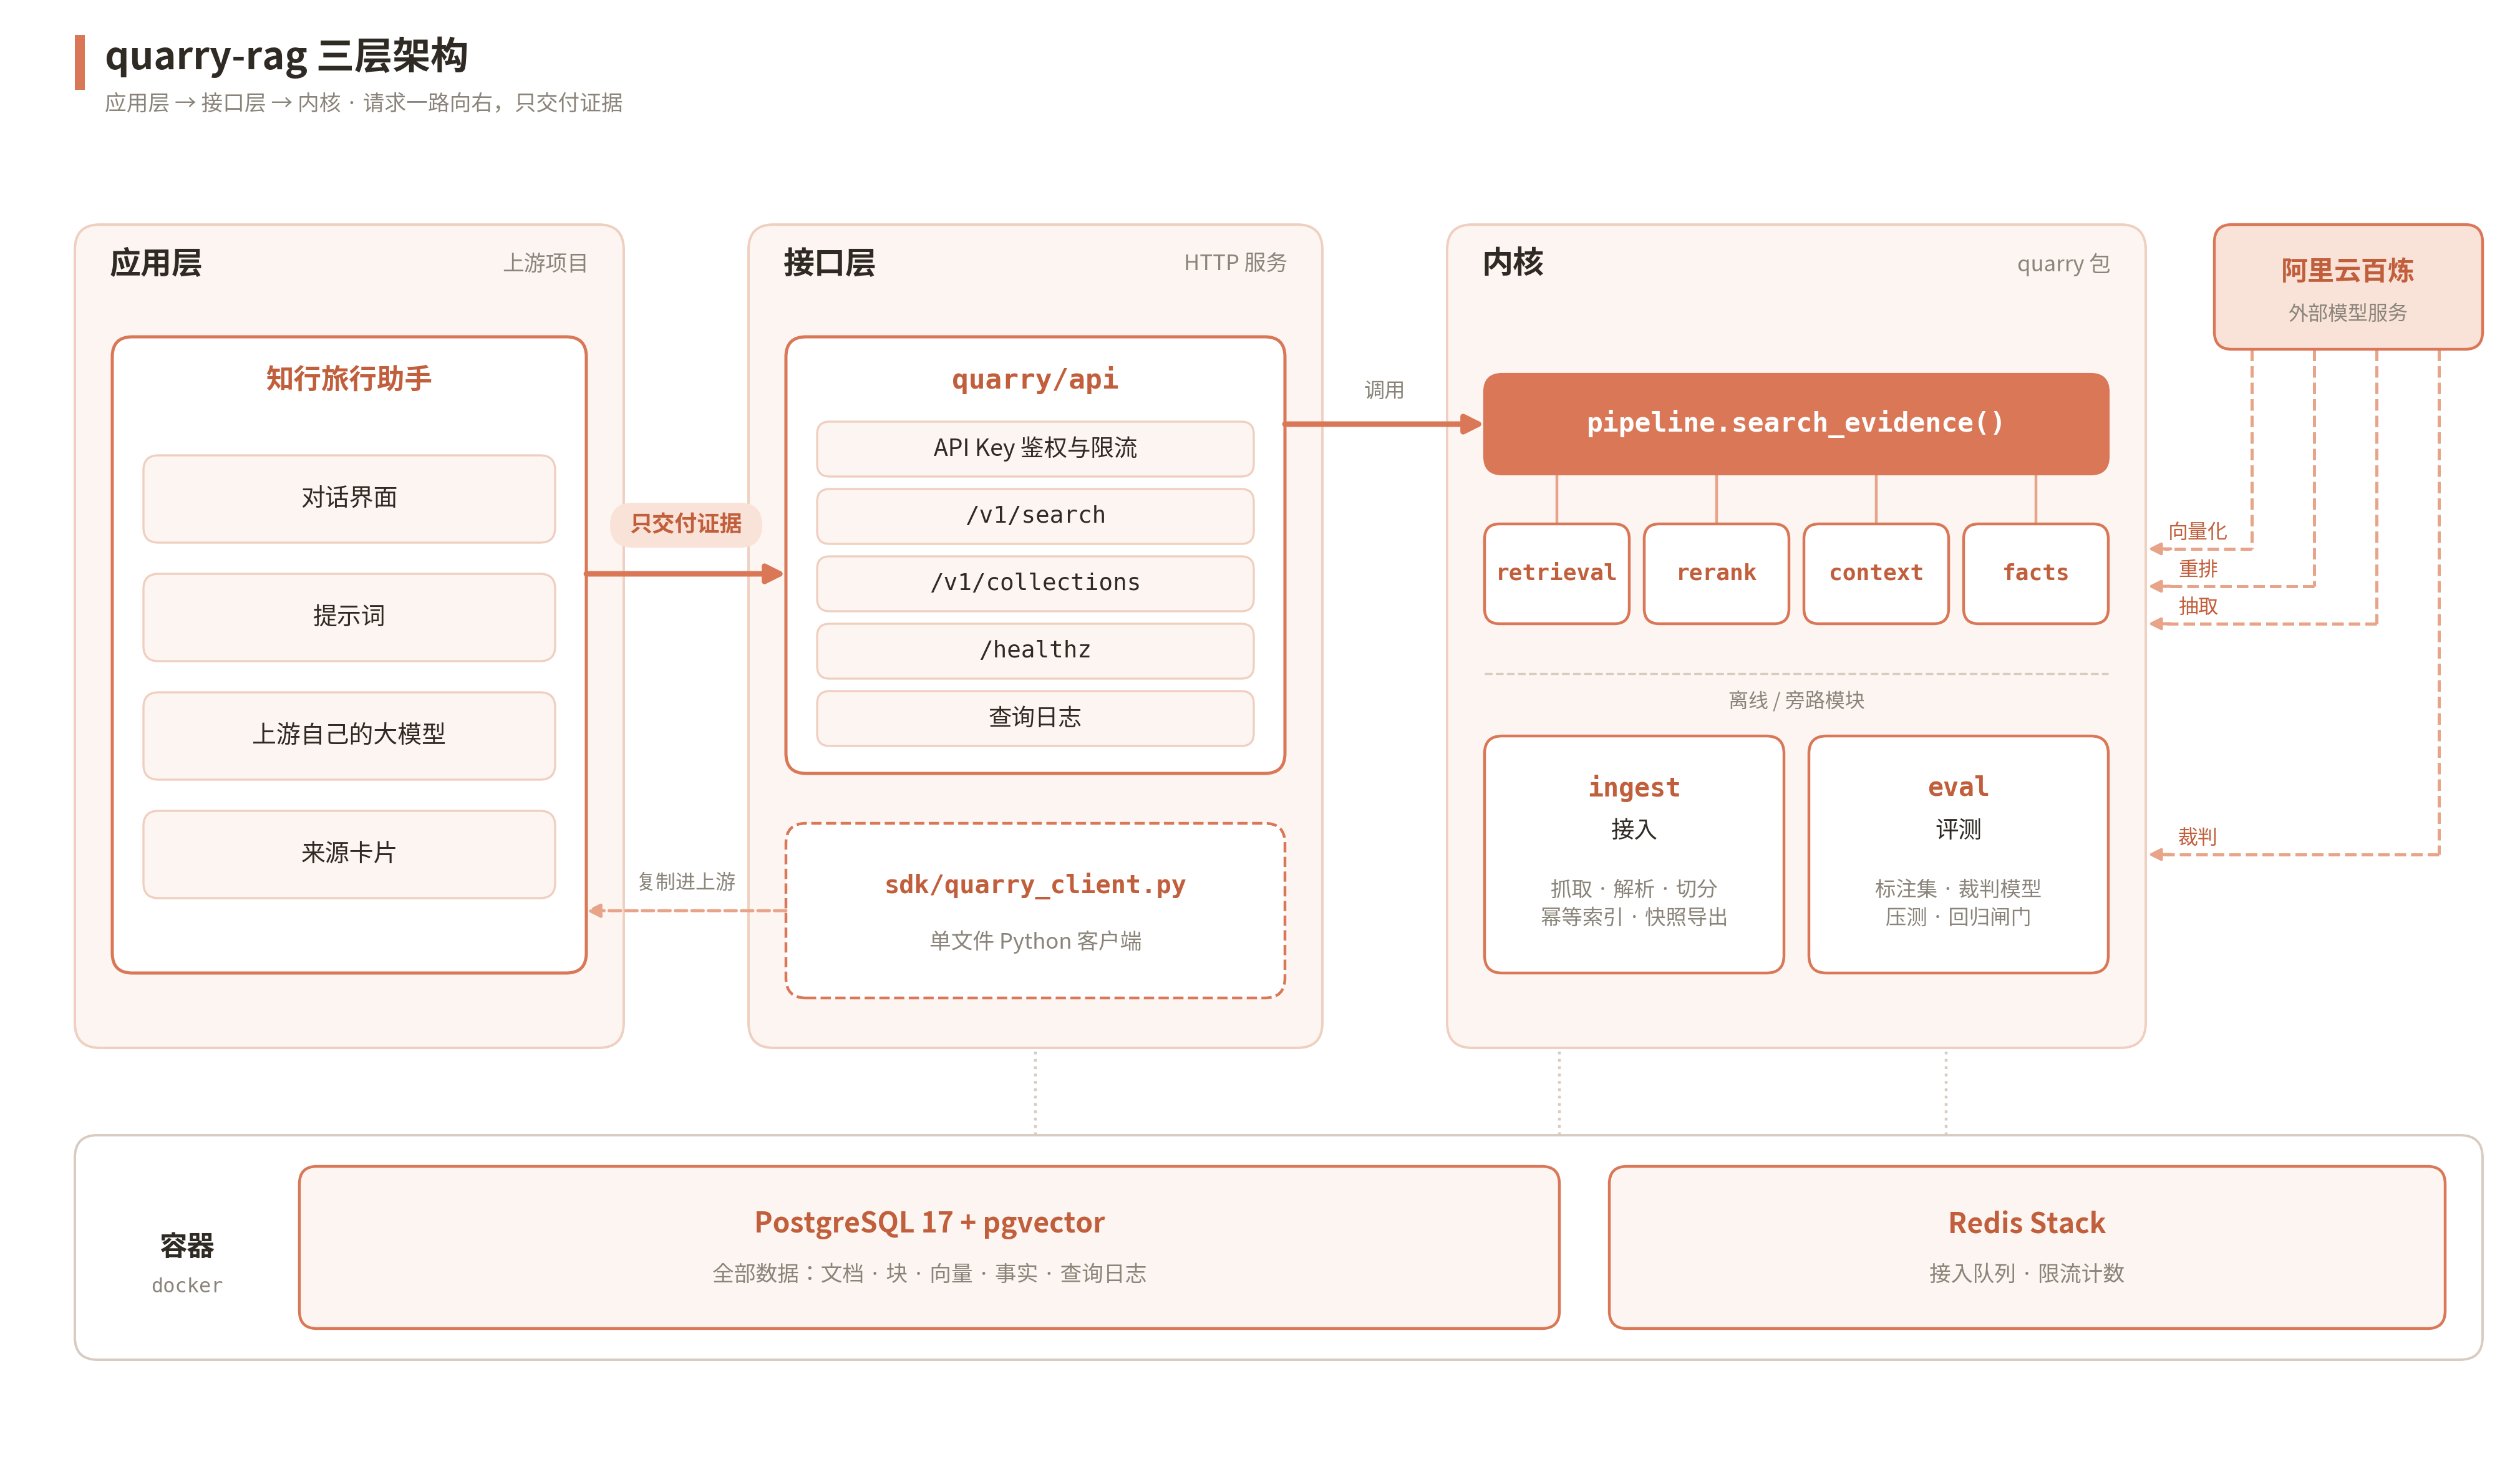 quarry-rag 三层架构
应用层 → 接口层 → 内核 · 请求一路向右，只交付证据
应用层
上游项目
知行旅行助手
对话界面
提示词
上游自己的大模型
来源卡片
只交付证据
复制进上游
接口层
HTTP 服务
quarry/api
API Key 鉴权与限流
/v1/search
/v1/collections
/healthz
查询日志
sdk/quarry_client.py
单文件 Python 客户端
调用
内核
quarry 包
pipeline.search_evidence()
retrieval
rerank
context
facts
离线 / 旁路模块
ingest
接入
抓取 · 解析 · 切分
幂等索引 · 快照导出
eval
评测
标注集 · 裁判模型
压测 · 回归闸门
阿里云百炼
外部模型服务
向量化
重排
抽取
裁判
容器
docker
PostgreSQL 17 + pgvector
全部数据：文档 · 块 · 向量 · 事实 · 查询日志
Redis Stack
接入队列 · 限流计数